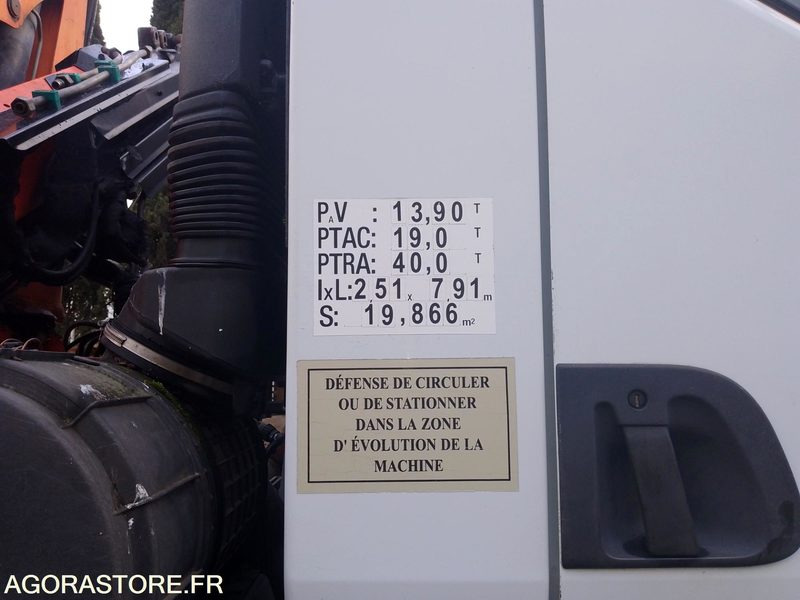 PAV : 13,90 T
PTAC: 19,0 T
PTRA: 40,0 T
IxL:2,51 x 7,91 m
S: 19,866 m²
DÉFENSE DE CIRCULER
OU DE STATIONNER
DANS LA ZONE
D' ÉVOLUTION DE LA
MACHINE
AGORASTORE.FR